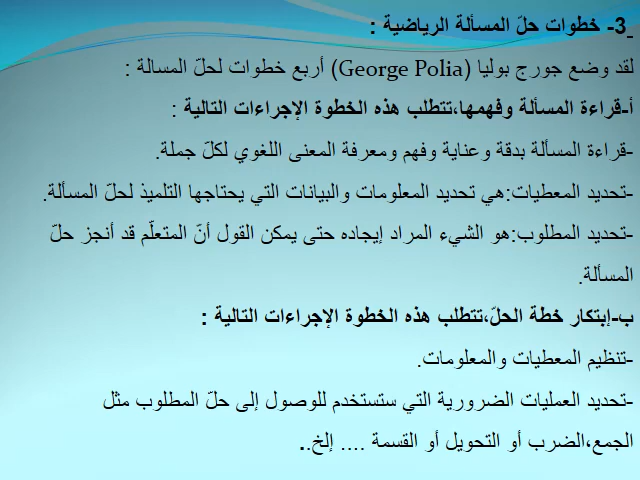 3- خطوات حلّ المسألة الرياضية :
لقد وضع جورج بوليا (George Polia) أربع خطوات لحلّ المسالة :
أ-قراءة المسألة وفهمها،تتطلب هذه الخطوة الإجراءات التالية :
-قراءة المسألة بدقة وعناية وفهم ومعرفة المعنى اللغوي لكلّ جملة.
-تحديد المعطيات:هي تحديد المعلومات والبيانات التي يحتاجها التلميذ لحلّ المسألة.
-تحديد المطلوب:هو الشيء المراد إيجاده حتى يمكن القول أنّ المتعلّم قد أنجز حلّ
المسألة.
ب-إبتكار خطة الحلّ،تتطلب هذه الخطوة الإجراءات التالية :
-تنظيم المعطيات والمعلومات.
-تحديد العمليات الضرورية التي ستستخدم للوصول إلى حلّ المطلوب مثل
الجمع،الضرب أو التحويل أو القسمة .... إلخ..